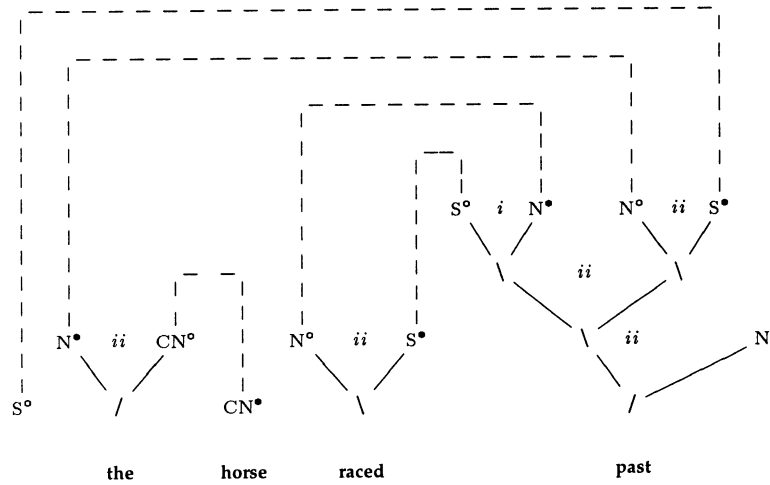 S° i N• N° ii S•
\ ii \
N• ii CN° N° ii S• \ ii N
S° / CN• / /
the horse raced past